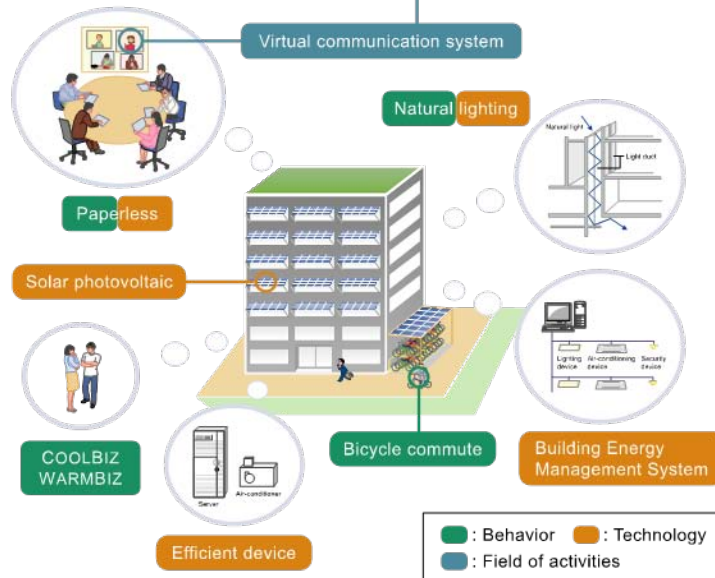 Virtual communication system
Natural lighting
Natural light
Light duct
Paperless
Solar photovoltaic
Lighting device
Air-conditioning device
Security device
COOLBIZ
WARMBIZ
Server
Air-conditioner
Bicycle commute
Building Energy
Management System
Efficient device
: Behavior
: Technology
: Field of activities